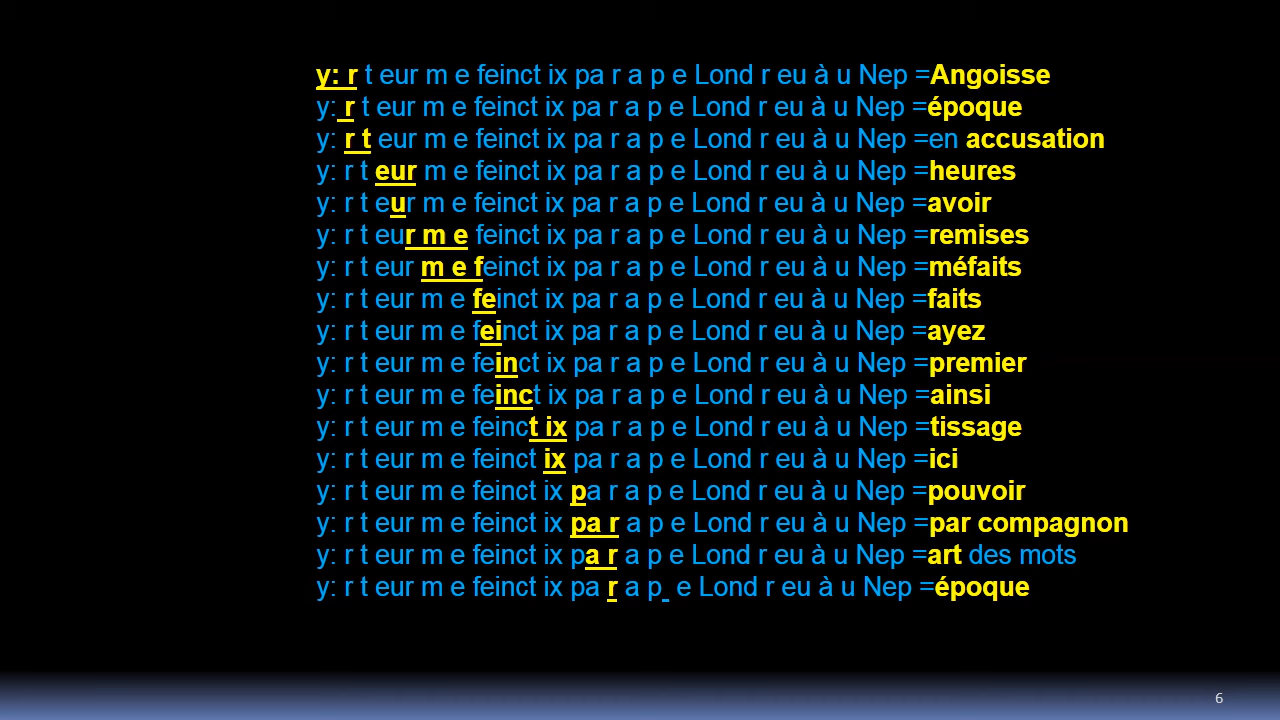 y: r t eur m e feinct ix pa r a p e Lond r eu à u Nep =Angoisse
y: r t eur m e feinct ix pa r a p e Lond r eu à u Nep =époque
y: r t eur m e feinct ix pa r a p e Lond r eu à u Nep =en accusation
y: r t eur m e feinct ix pa r a p e Lond r eu à u Nep =heures
y: r t eur m e feinct ix pa r a p e Lond r eu à u Nep =avoir
y: r t eur m e feinct ix pa r a p e Lond r eu à u Nep =remises
y: r t eur m e feinct ix pa r a p e Lond r eu à u Nep =méfaits
y: r t eur m e feinct ix pa r a p e Lond r eu à u Nep =faits
y: r t eur m e feinct ix pa r a p e Lond r eu à u Nep =ayez
y: r t eur m e feinct ix pa r a p e Lond r eu à u Nep =premier
y: r t eur m e feinct ix pa r a p e Lond r eu à u Nep =ainsi
y: r t eur m e feinct ix pa r a p e Lond r eu à u Nep =tissage
y: r t eur m e feinct ix pa r a p e Lond r eu à u Nep =ici
y: r t eur m e feinct ix pa r a p e Lond r eu à u Nep =pouvoir
y: r t eur m e feinct ix pa r a p e Lond r eu à u Nep =par compagnon
y: r t eur m e feinct ix pa r a p e Lond r eu à u Nep =art des mots
y: r t eur m e feinct ix pa r a p e Lond r eu à u Nep =époque
6